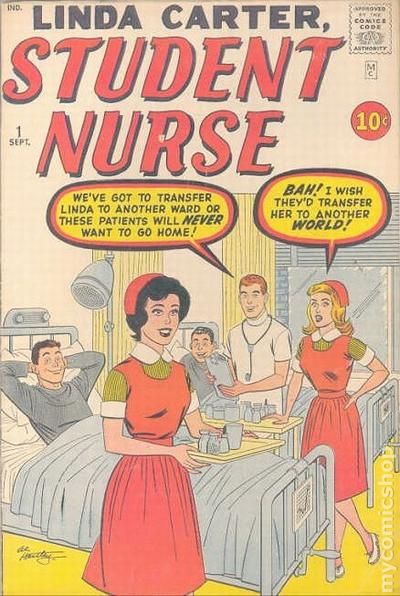 IND.
LINDA CARTER,
STUDENT
NURSE
APPROVED
BY THE
COMICS
CODE
AUTHORITY
M
C
10¢
1
SEPT.
WE'VE GOT TO TRANSFER
LINDA TO ANOTHER WARD OR
THESE PATIENTS WILL NEVER
WANT TO GO HOME!
BAH! I WISH
THEY'D TRANSFER
HER TO ANOTHER
WORLD!
AL
HARTLEY
mycomicshop